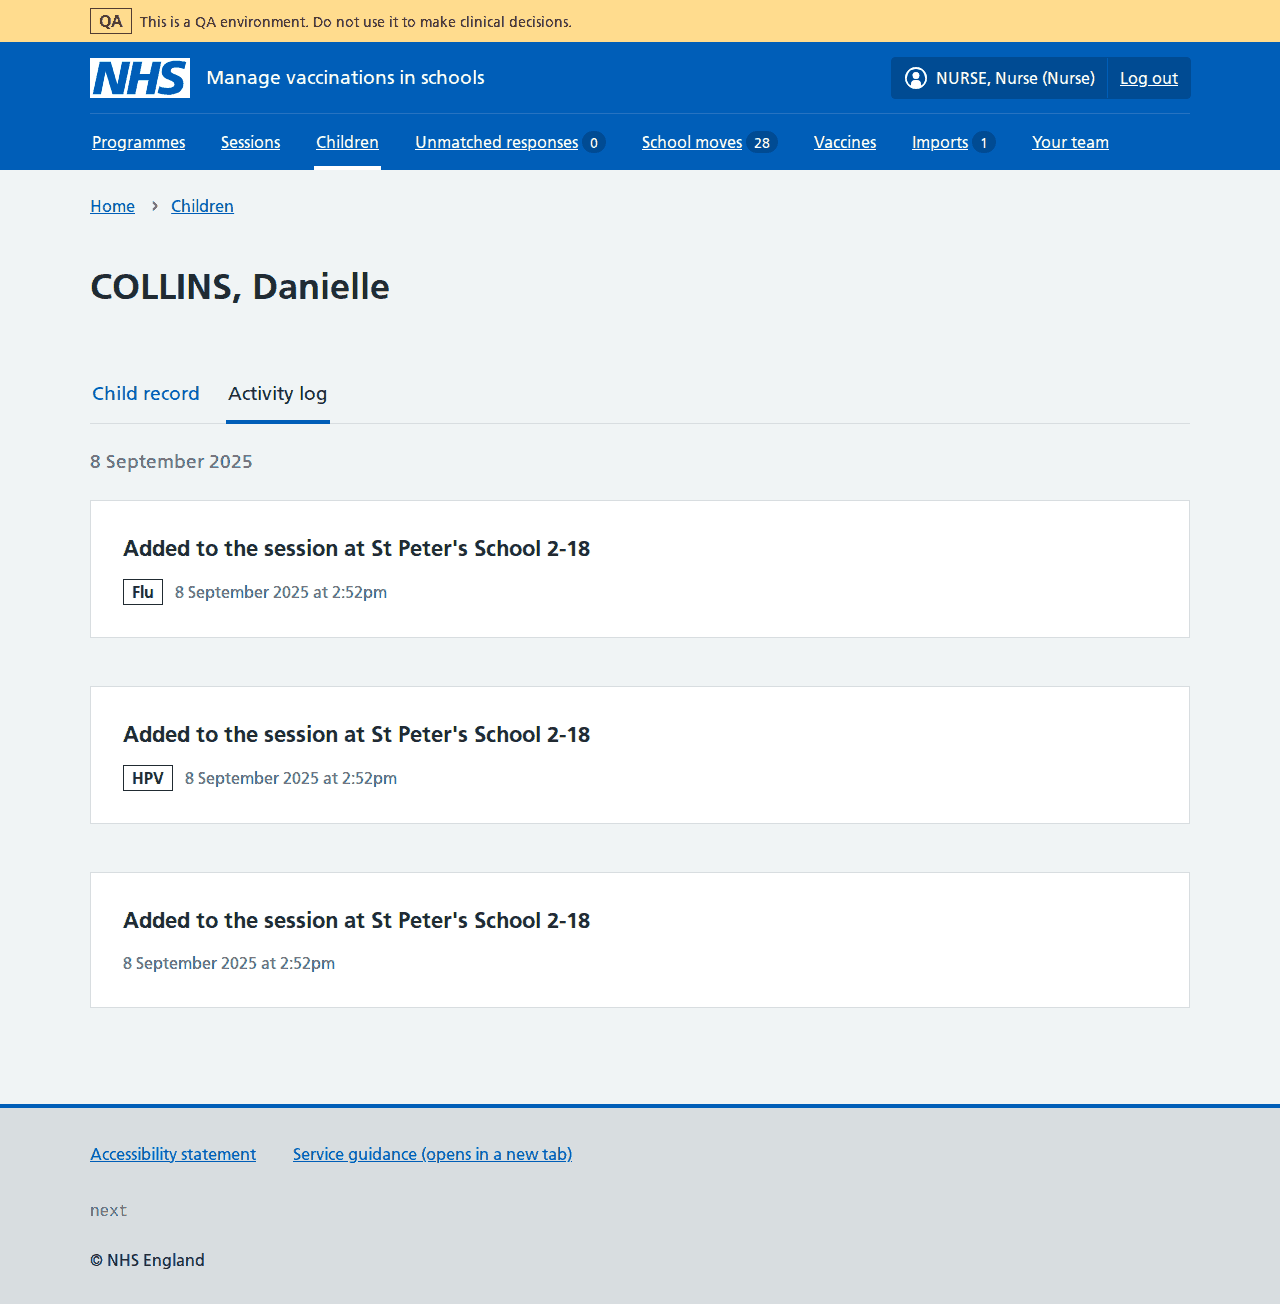 QA This is a QA environment. Do not use it to make clinical decisions.
NHS Manage vaccinations in schools NURSE, Nurse (Nurse) Log out
Programmes Sessions Children Unmatched responses 0 School moves 28 Vaccines Imports 1 Your team
Home › Children
COLLINS, Danielle
Child record Activity log
8 September 2025
Added to the session at St Peter's School 2-18
Flu 8 September 2025 at 2:52pm
Added to the session at St Peter's School 2-18
HPV 8 September 2025 at 2:52pm
Added to the session at St Peter's School 2-18
8 September 2025 at 2:52pm
Accessibility statement Service guidance (opens in a new tab)
next
© NHS England